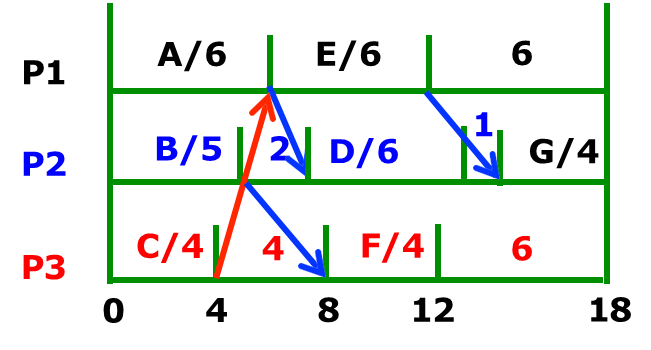 P1 A/6 E/6 6
P2 B/5 2 D/6 1 G/4
P3 C/4 4 F/4 6
0 4 8 12 18